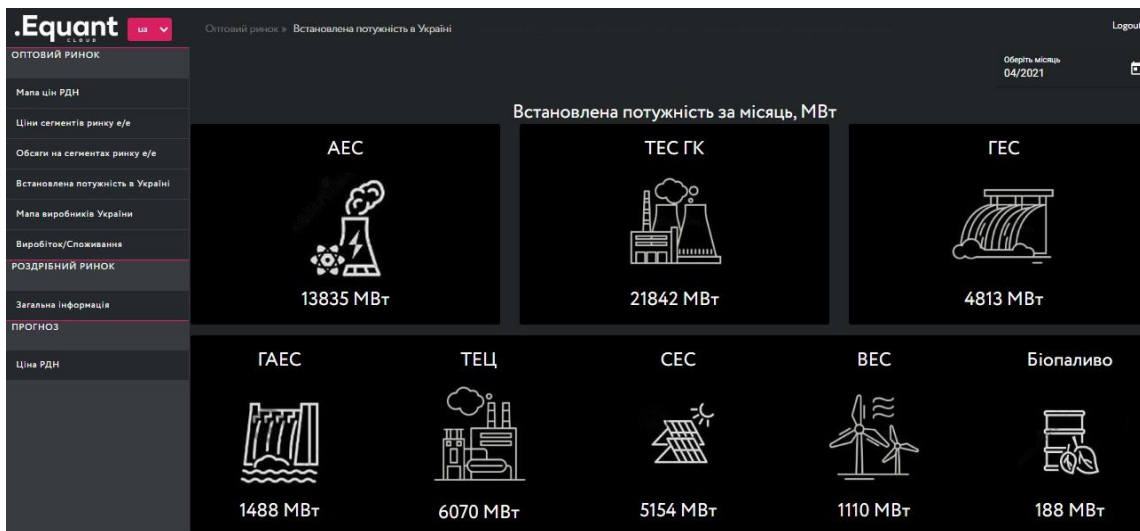 .Equant
CLOUD
ua
Оптовий ринок » Встановлена потужність в Україні
Logout
ОПТОВИЙ РИНОК
Мапа цін РДН
Ціни сегментів ринку е/е
Обсяги на сегментах ринку е/е
Встановлена потужність в Україні
Мапа виробників України
Виробіток/Споживання
РОЗДРІБНИЙ РИНОК
Загальна інформація
ПРОГНОЗ
Ціна РДН
Оберіть місяць
04/2021
Встановлена потужність за місяць, МВт
АЕС
13835 МВт
ТЕС ГК
21842 МВт
ГЕС
4813 МВт
ГАЕС
1488 МВт
ТЕЦ
6070 МВт
СЕС
5154 МВт
ВЕС
1110 МВт
Біопаливо
188 МВт